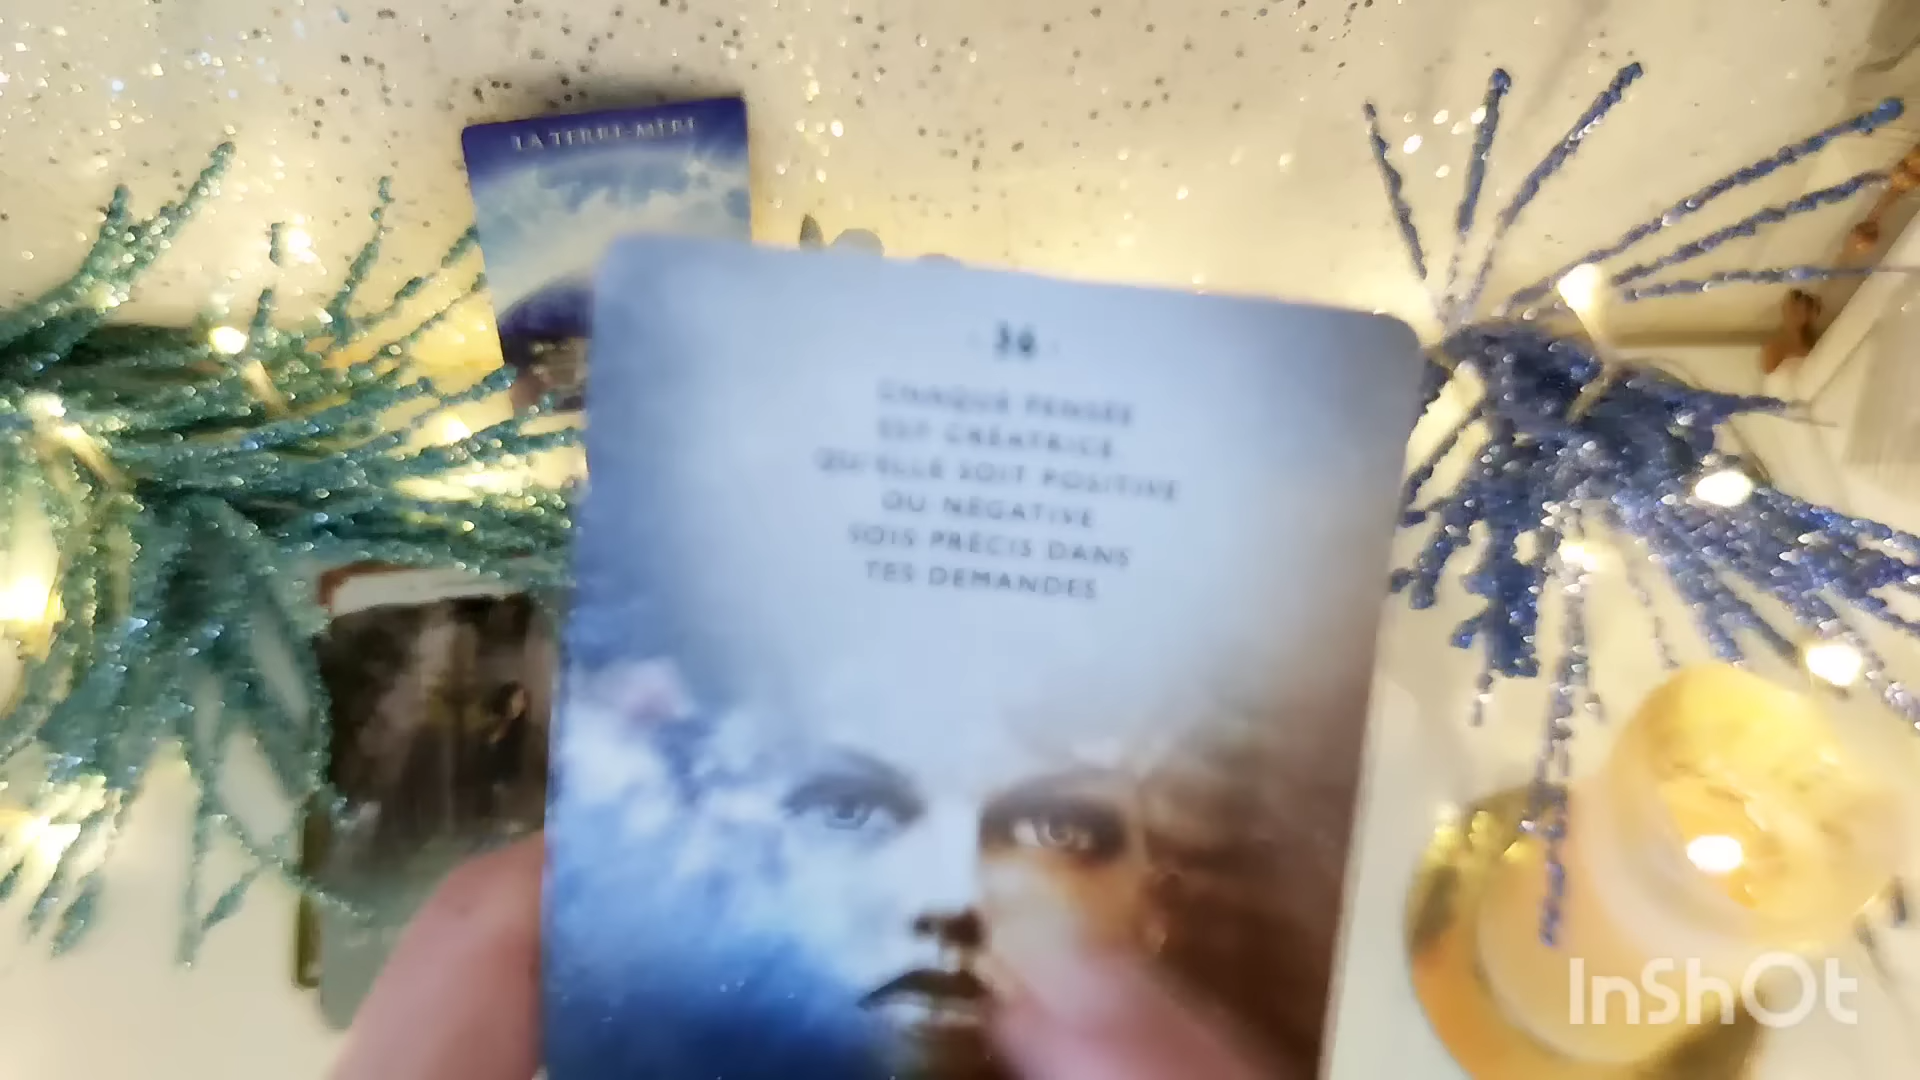 LA TERRE-MÈRE
36
CHAQUE PENSÉE
EST CRÉATRICE
QU'ELLE SOIT POSITIVE
OU NÉGATIVE
SOIS PRÉCIS DANS
TES DEMANDES
InShOt